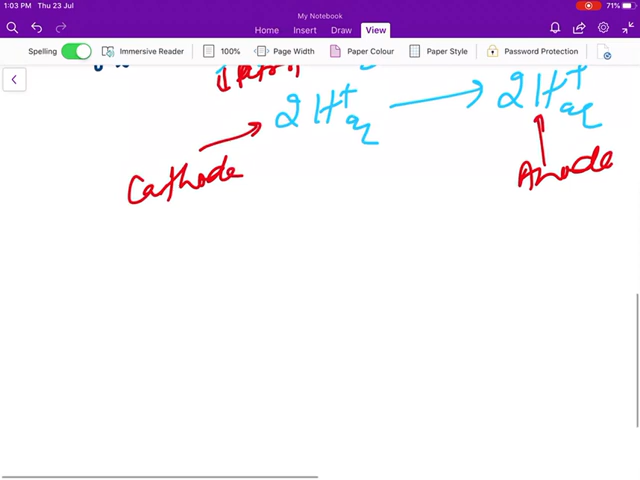 1:03 PM Thu 23 Jul
71%
My Notebook
Home Insert Draw View
Spelling Immersive Reader 100% Page Width Paper Colour Paper Style Password Protection
2H⁺aq → 2H⁺aq
Cathode Anode